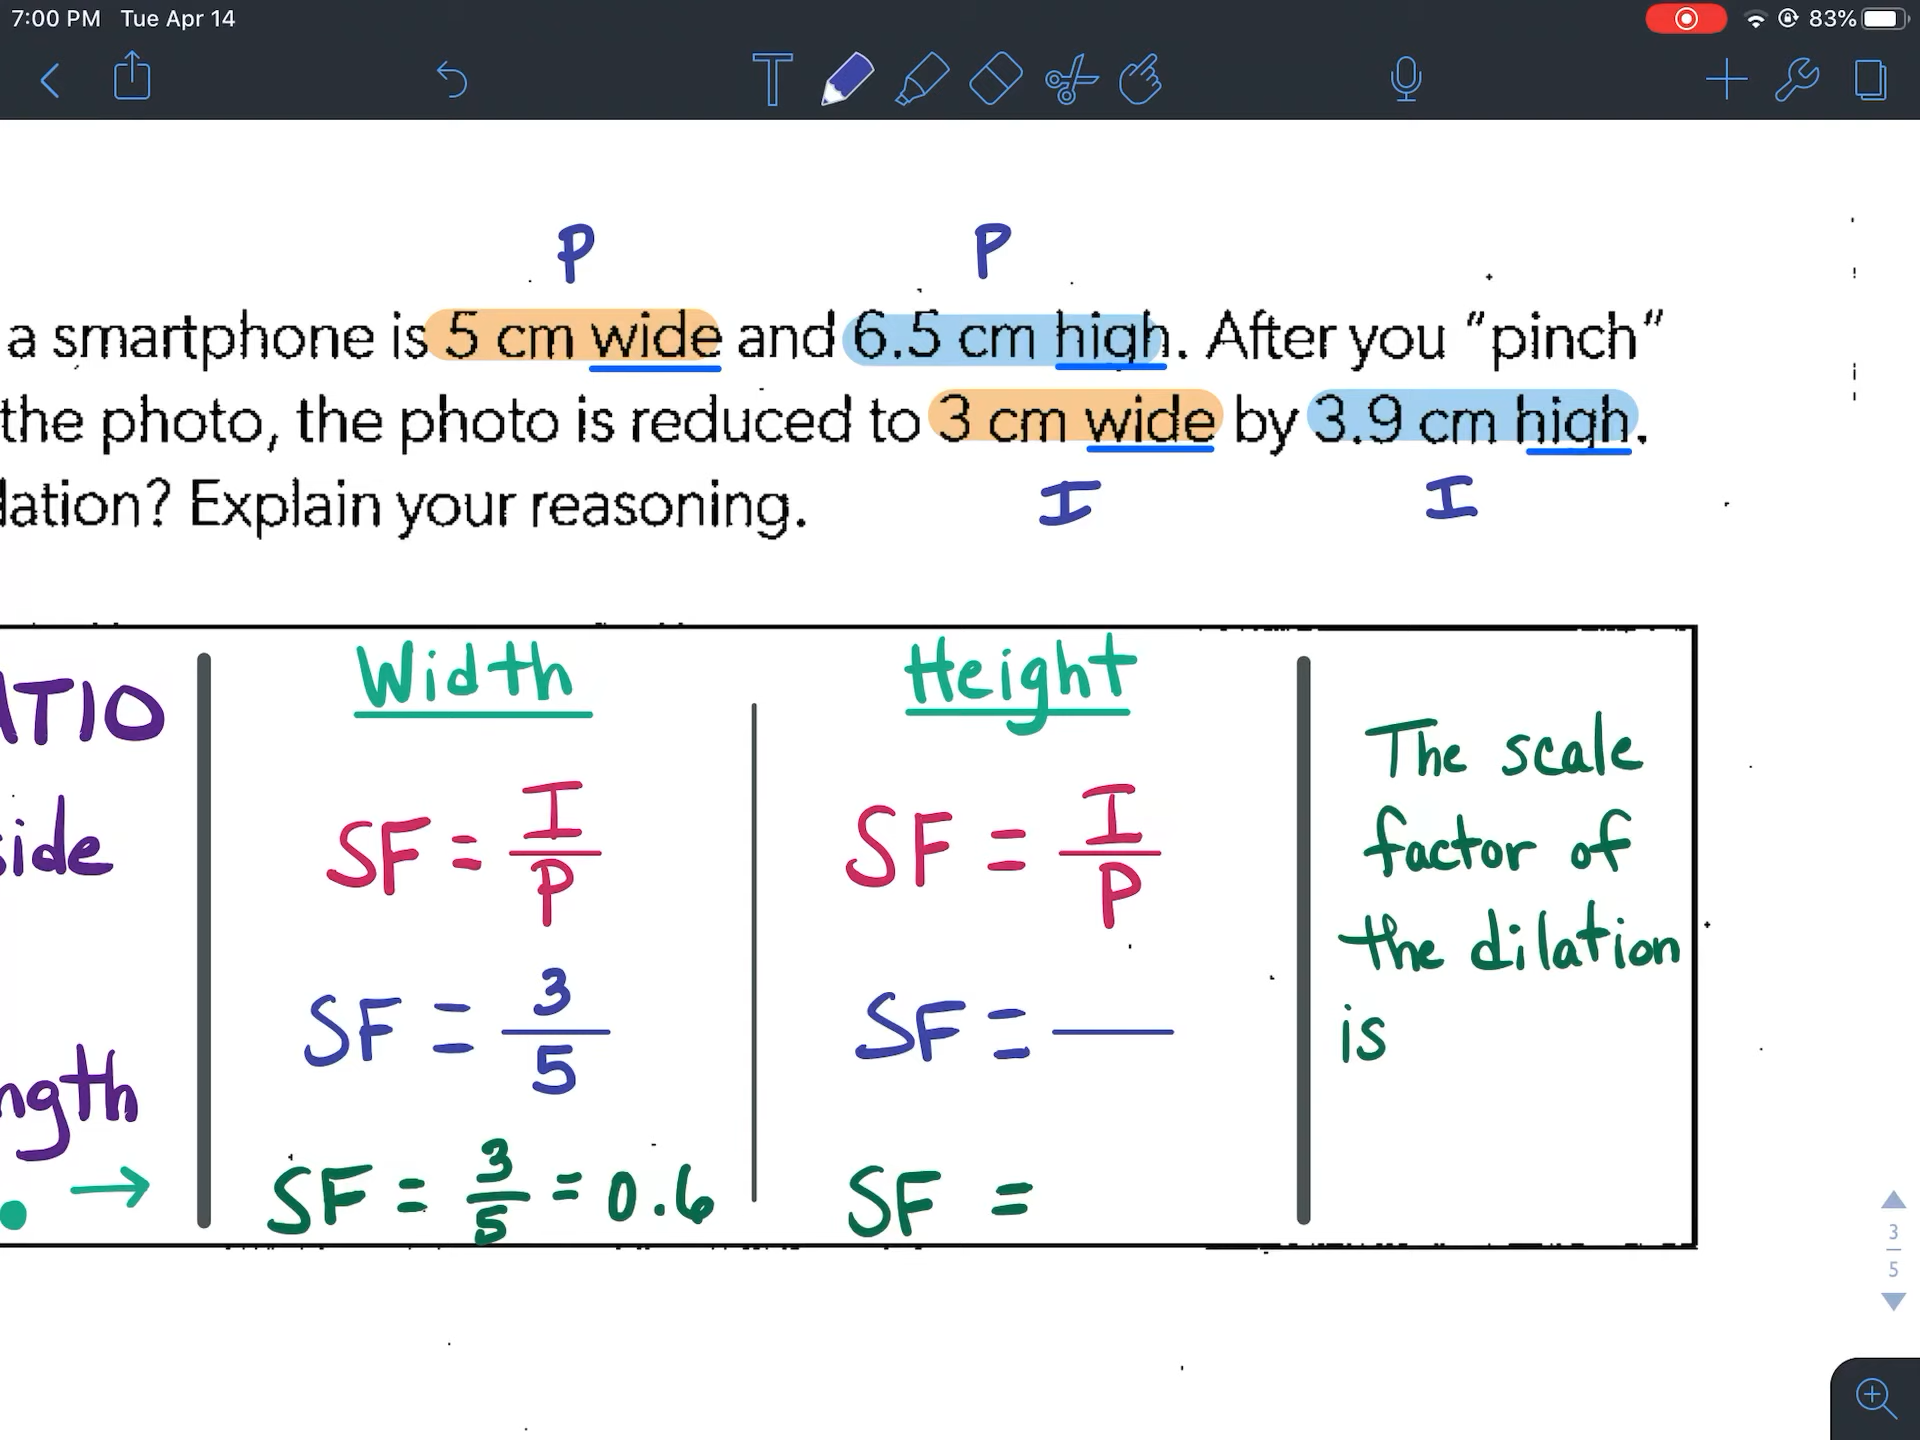 7:00 PM Tue Apr 14
83%
P P
a smartphone is 5 cm wide and 6.5 cm high. After you “pinch”
the photo, the photo is reduced to 3 cm wide by 3.9 cm high.
lation? Explain your reasoning.
I I
ATIO
side
ngth
Width
SF = I/P
SF = 3/5
SF = 3/5 = 0.6
Height
SF = I/P
SF =
SF =
The scale
factor of
the dilation
is
3
5